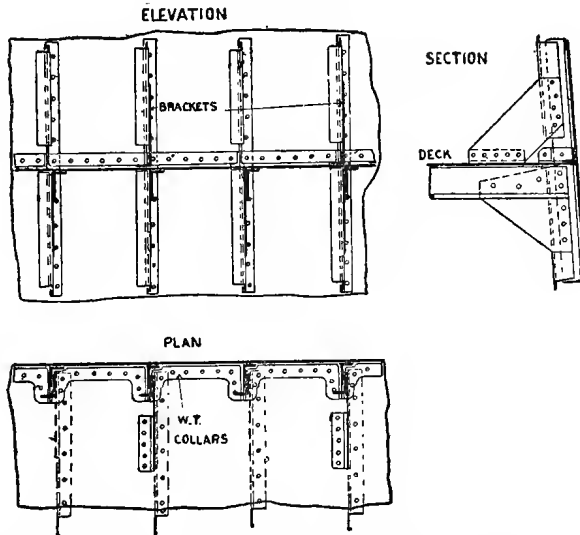 ELEVATION
SECTION
BRACKETS
DECK
PLAN
W.T.
COLLARS